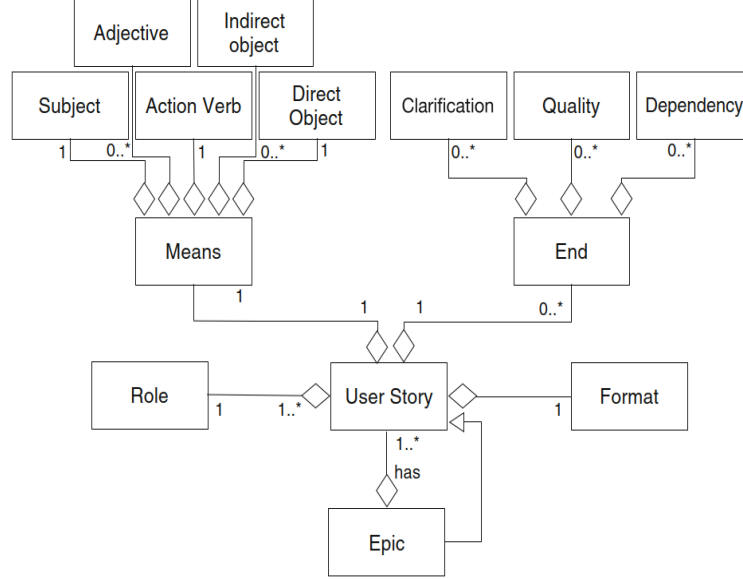 Adjective
Indirect
object
Subject
Action Verb
Direct
Object
Clarification
Quality
Dependency
1
0..*
1
0..*
1
0..*
0..*
0..*
Means
End
1
1
1
0..*
Role
User Story
Format
1
1..*
1
1..*
has
Epic